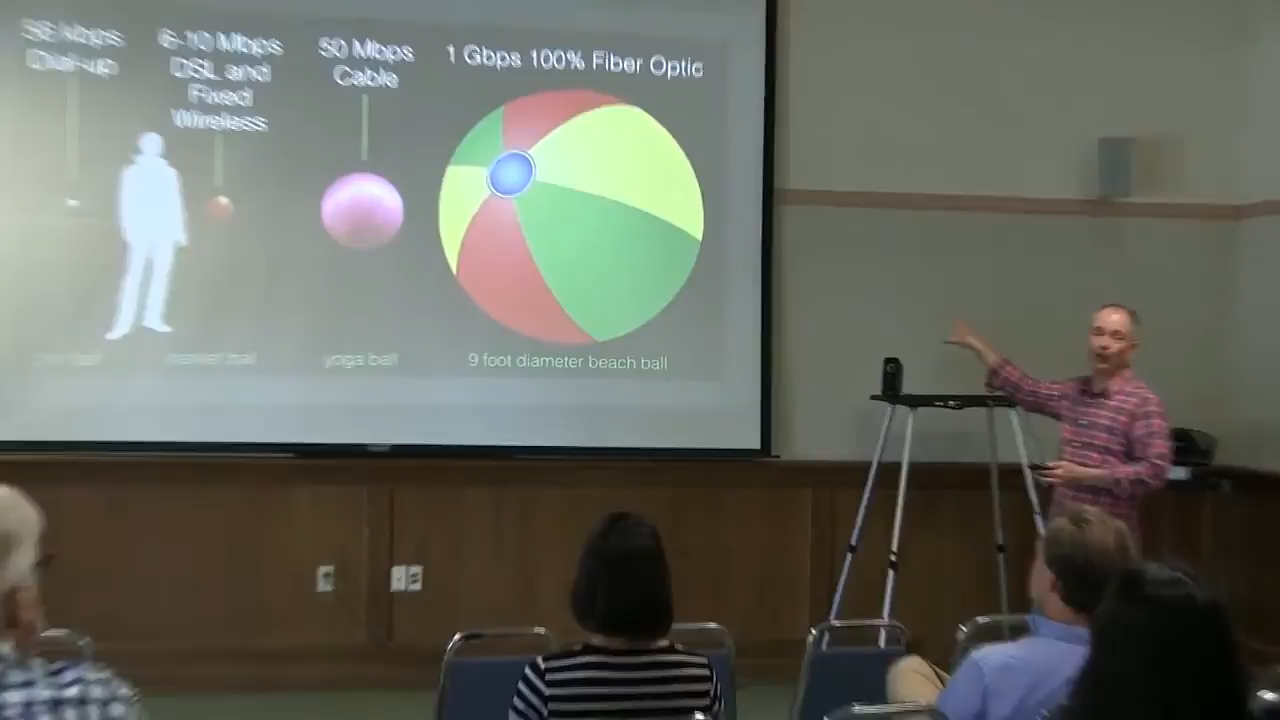 56 Kbps
Dial-up
6-10 Mbps
DSL and
Fixed
Wireless
50 Mbps
Cable
1 Gbps 100% Fiber Optic
yoga ball
9 foot diameter beach ball